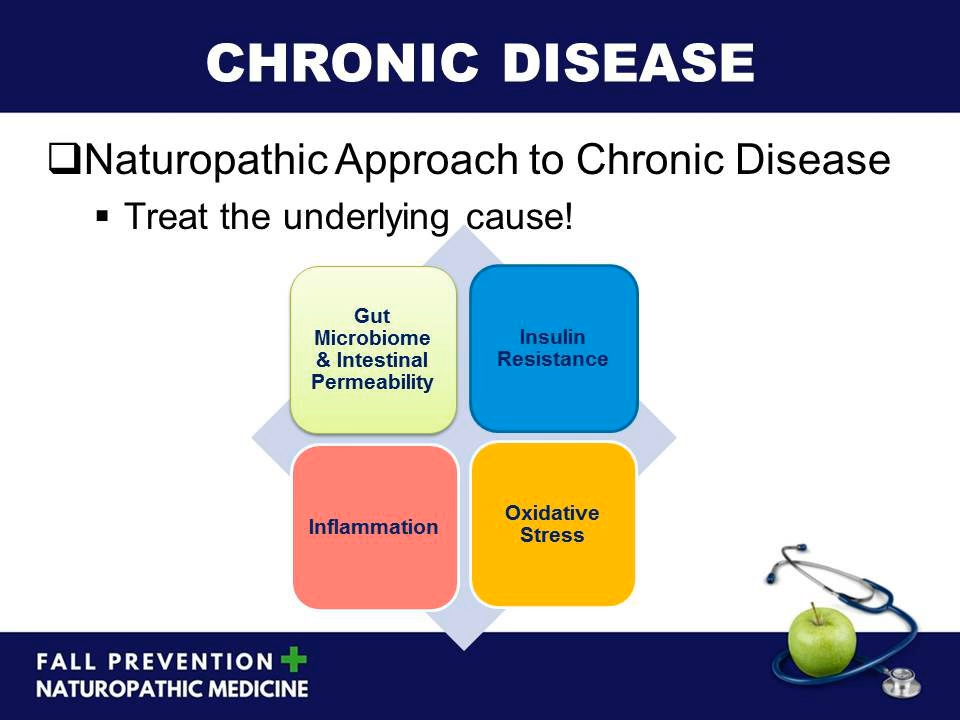 CHRONIC DISEASE
Naturopathic Approach to Chronic Disease
Treat the underlying cause!
Gut
Microbiome
& Intestinal
Permeability
Insulin
Resistance
Inflammation
Oxidative
Stress
FALL PREVENTION
NATUROPATHIC MEDICINE